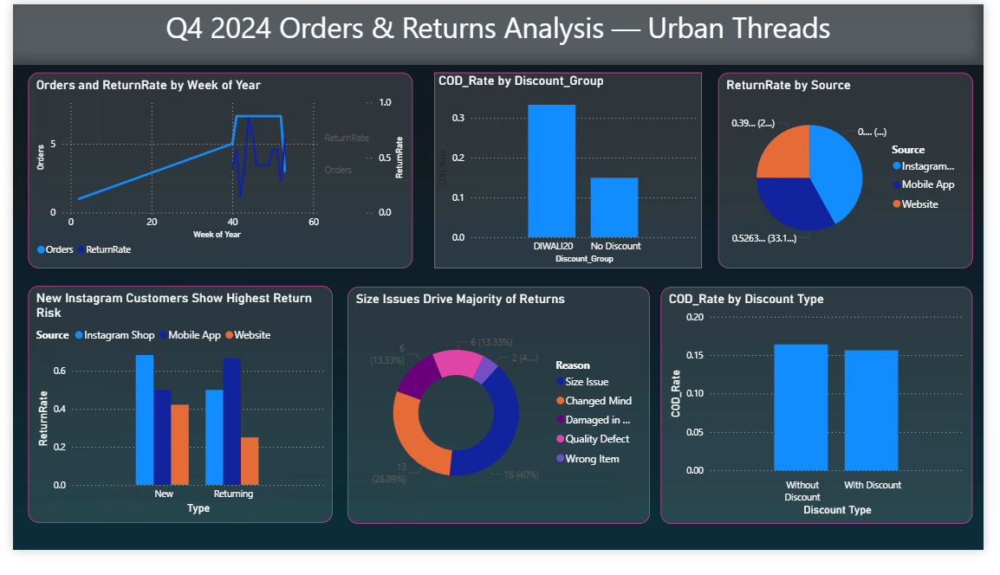 Q4 2024 Orders & Returns Analysis — Urban Threads
Orders and ReturnRate by Week of Year
Orders
5
0
0
20
40
60
Week of Year
1.0
0.5
0.0
ReturnRate
ReturnRate
Orders
Orders
ReturnRate
COD_Rate by Discount_Group
COD_Rate
0.3
0.2
0.1
0.0
DIWALI20
No Discount
Discount_Group
ReturnRate by Source
0.39... (2...)
0.... (...)
0.5263... (33.1...)
Source
Instagram...
Mobile App
Website
New Instagram Customers Show Highest Return
Risk
Source
Instagram Shop
Mobile App
Website
ReturnRate
0.6
0.4
0.2
0.0
New
Returning
Type
Size Issues Drive Majority of Returns
6 (13.33%)
2 (4....)
6
(13.33%)
13
(28.89%)
18 (40%)
Reason
Size Issue
Changed Mind
Damaged in ...
Quality Defect
Wrong Item
COD_Rate by Discount Type
COD_Rate
0.20
0.15
0.10
0.05
0.00
Without
Discount
With Discount
Discount Type